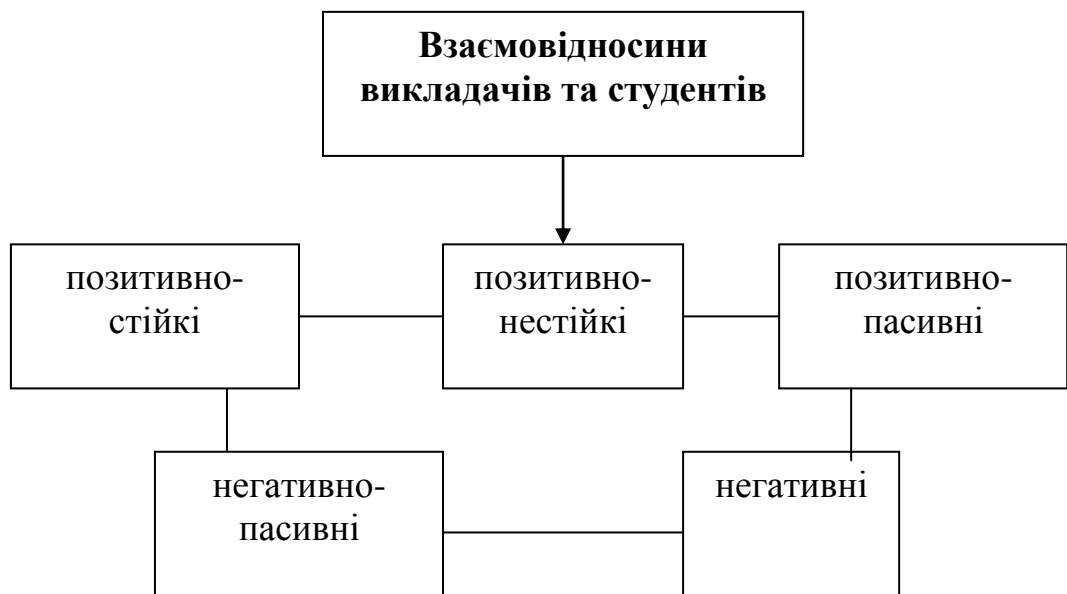 Взаємовідносини
викладачів та студентів
позитивно-
стійкі
позитивно-
нестійкі
позитивно-
пасивні
негативно-
пасивні
негативні